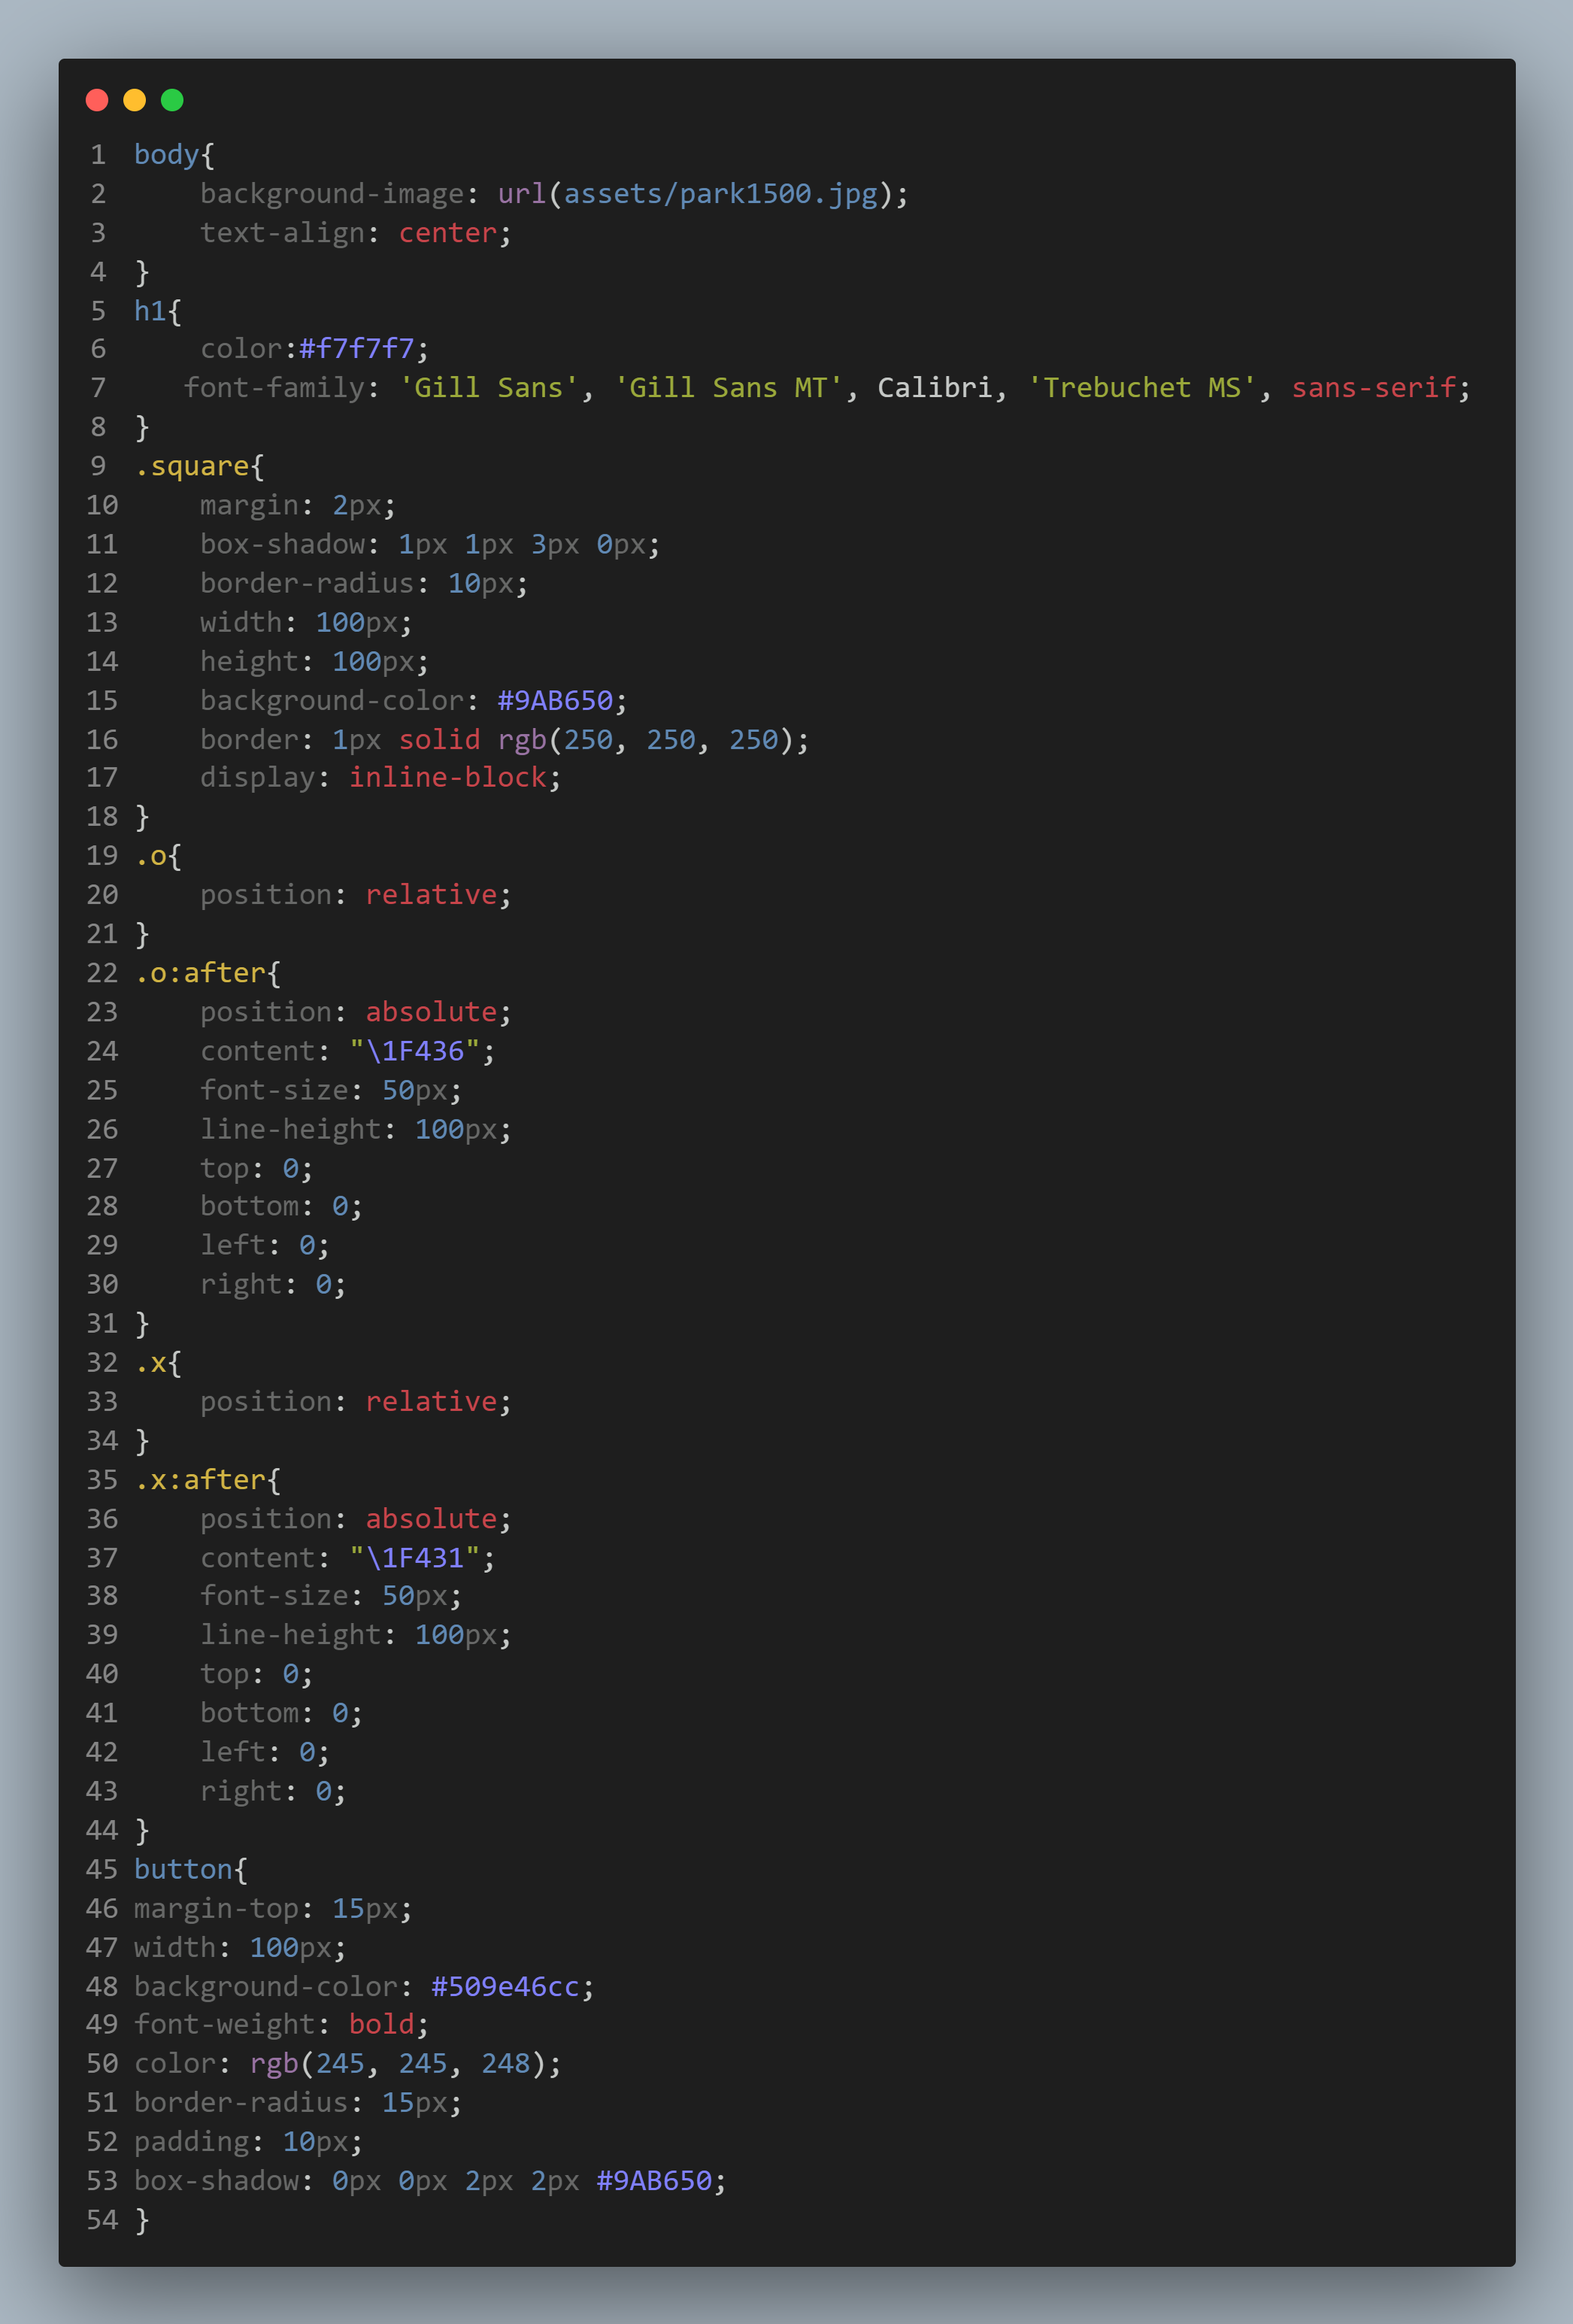 1 body{
2     background-image: url(assets/park1500.jpg);
3     text-align: center;
4 }
5 h1{
6     color:#f7f7f7;
7    font-family: 'Gill Sans', 'Gill Sans MT', Calibri, 'Trebuchet MS', sans-serif;
8 }
9 .square{
10     margin: 2px;
11     box-shadow: 1px 1px 3px 0px;
12     border-radius: 10px;
13     width: 100px;
14     height: 100px;
15     background-color: #9AB650;
16     border: 1px solid rgb(250, 250, 250);
17     display: inline-block;
18 }
19 .o{
20     position: relative;
21 }
22 .o:after{
23     position: absolute;
24     content: "\1F436";
25     font-size: 50px;
26     line-height: 100px;
27     top: 0;
28     bottom: 0;
29     left: 0;
30     right: 0;
31 }
32 .x{
33     position: relative;
34 }
35 .x:after{
36     position: absolute;
37     content: "\1F431";
38     font-size: 50px;
39     line-height: 100px;
40     top: 0;
41     bottom: 0;
42     left: 0;
43     right: 0;
44 }
45 button{
46 margin-top: 15px;
47 width: 100px;
48 background-color: #509e46cc;
49 font-weight: bold;
50 color: rgb(245, 245, 248);
51 border-radius: 15px;
52 padding: 10px;
53 box-shadow: 0px 0px 2px 2px #9AB650;
54 }